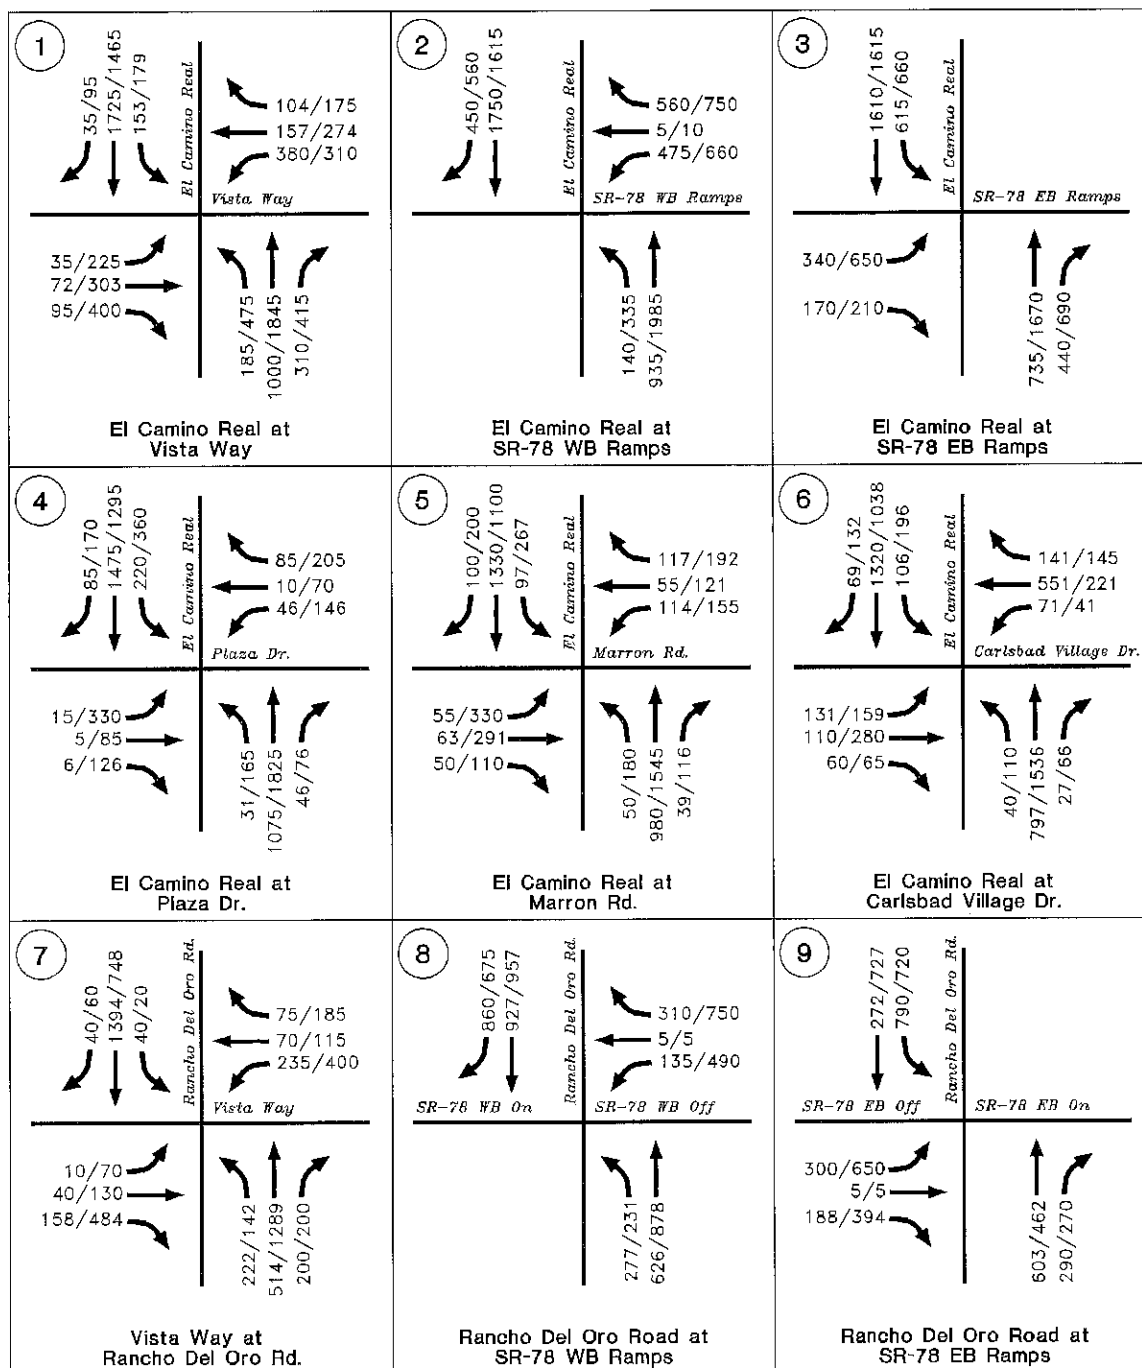 1
35/95
1725/1465
153/179
El Camino Real
104/175
157/274
380/310
Vista Way
35/225
72/303
95/400
185/475
1000/1845
310/415
El Camino Real at
Vista Way
2
450/560
1750/1615
El Camino Real
560/750
5/10
475/660
SR-78 WB Ramps
140/335
935/1985
El Camino Real at
SR-78 WB Ramps
3
1610/1615
615/660
El Camino Real
SR-78 EB Ramps
340/650
170/210
735/1670
440/690
El Camino Real at
SR-78 EB Ramps
4
85/170
1475/1295
220/360
El Camino Real
85/205
10/70
46/146
Plaza Dr.
15/330
5/85
6/126
31/165
1075/1825
46/76
El Camino Real at
Plaza Dr.
5
100/200
1330/1100
97/267
El Camino Real
117/192
55/121
114/155
Marron Rd.
55/330
63/291
50/110
50/180
980/1545
39/116
El Camino Real at
Marron Rd.
6
69/132
1320/1038
106/196
El Camino Real
141/145
551/221
71/41
Carlsbad Village Dr.
131/159
110/280
60/65
40/110
797/1536
27/66
El Camino Real at
Carlsbad Village Dr.
7
40/60
1394/748
40/20
Rancho Del Oro Rd.
75/185
70/115
235/400
Vista Way
10/70
40/130
158/484
222/142
514/1289
200/200
Vista Way at
Rancho Del Oro Rd.
8
860/675
927/957
Rancho Del Oro Rd.
310/750
5/5
135/490
SR-78 WB On
SR-78 WB Off
277/231
626/878
Rancho Del Oro Road at
SR-78 WB Ramps
9
272/727
790/720
Rancho Del Oro Rd.
SR-78 EB Off
SR-78 EB On
300/650
5/5
188/394
603/462
290/270
Rancho Del Oro Road at
SR-78 EB Ramps